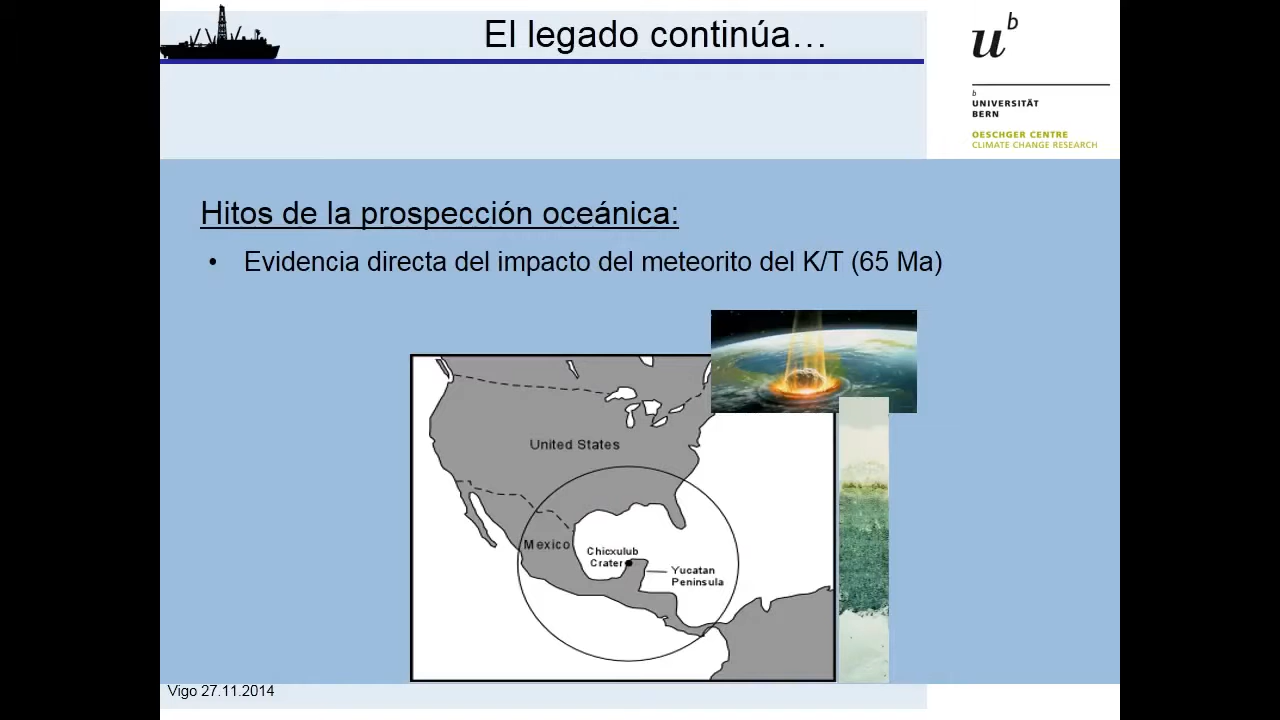 El legado continúa…
u b
b
UNIVERSITÄT
BERN
OESCHGER CENTRE
CLIMATE CHANGE RESEARCH
Hitos de la prospección oceánica:
• Evidencia directa del impacto del meteorito del K/T (65 Ma)
United States
Mexico
Chicxulub
Crater
Yucatan
Peninsula
Vigo 27.11.2014